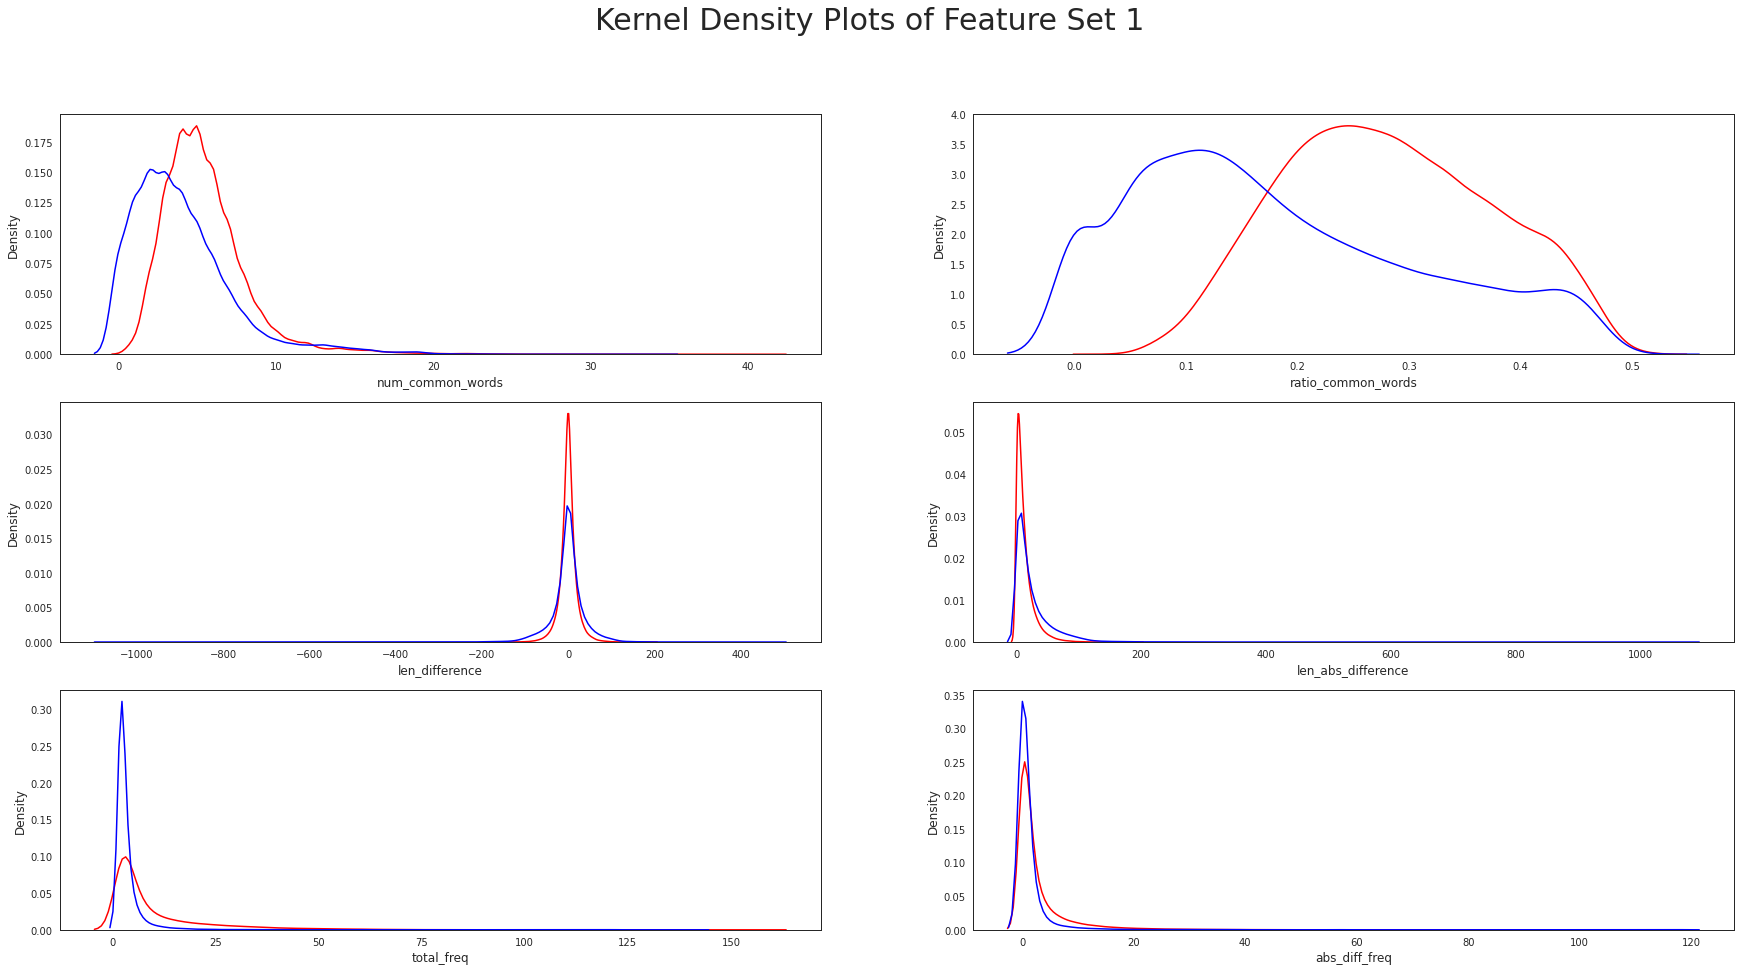 Kernel Density Plots of Feature Set 1
Density
0.175
0.150
0.125
0.100
0.075
0.050
0.025
0.000
0 10 20 30 40
num_common_words
Density
4.0
3.5
3.0
2.5
2.0
1.5
1.0
0.5
0.0
0.0 0.1 0.2 0.3 0.4 0.5
ratio_common_words
Density
0.030
0.025
0.020
0.015
0.010
0.005
0.000
−1000 −800 −600 −400 −200 0 200 400
len_difference
Density
0.05
0.04
0.03
0.02
0.01
0.00
0 200 400 600 800 1000
len_abs_difference
Density
0.30
0.25
0.20
0.15
0.10
0.05
0.00
0 25 50 75 100 125 150
total_freq
Density
0.35
0.30
0.25
0.20
0.15
0.10
0.05
0.00
0 20 40 60 80 100 120
abs_diff_freq